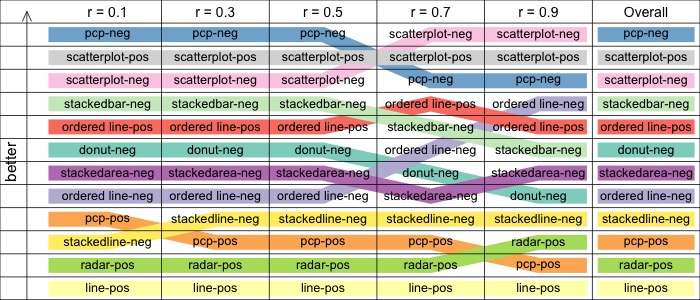 r = 0.1 r = 0.3 r = 0.5 r = 0.7 r = 0.9 Overall
pcp-neg pcp-neg pcp-neg scatterplot-neg scatterplot-neg pcp-neg
scatterplot-pos scatterplot-pos scatterplot-pos scatterplot-pos scatterplot-pos scatterplot-pos
scatterplot-neg scatterplot-neg scatterplot-neg pcp-neg pcp-neg scatterplot-neg
stackedbar-neg stackedbar-neg stackedbar-neg ordered line-pos ordered line-neg stackedbar-neg
ordered line-pos ordered line-pos ordered line-pos stackedbar-neg ordered line-pos ordered line-pos
donut-neg donut-neg donut-neg ordered line-neg stackedbar-neg donut-neg
stackedarea-neg stackedarea-neg stackedarea-neg donut-neg stackedarea-neg stackedarea-neg
ordered line-neg ordered line-neg ordered line-neg stackedarea-neg donut-neg ordered line-neg
pcp-pos stackedline-neg stackedline-neg stackedline-neg stackedline-neg stackedline-neg
stackedline-neg pcp-pos pcp-pos pcp-pos radar-pos pcp-pos
radar-pos radar-pos radar-pos radar-pos pcp-pos radar-pos
line-pos line-pos line-pos line-pos line-pos line-pos
better